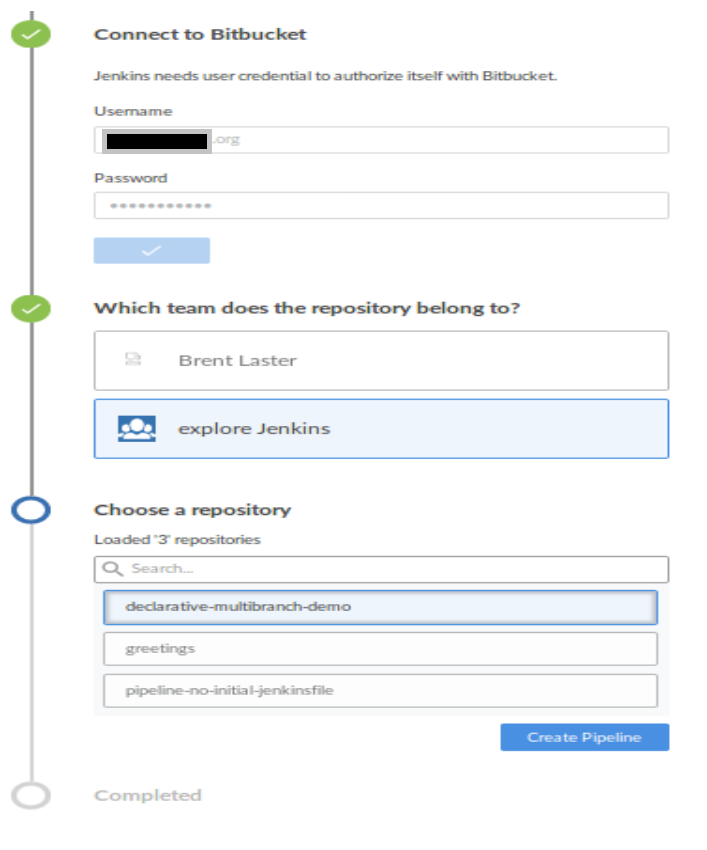 Connect to Bitbucket
Jenkins needs user credential to authorize itself with Bitbucket.
Username
.org
Password
•••••••••••
Which team does the repository belong to?
Brent Laster
explore Jenkins
Choose a repository
Loaded '3' repositories
Search...
declarative-multibranch-demo
greetings
pipeline-no-initial-jenkinsfile
Create Pipeline
Completed